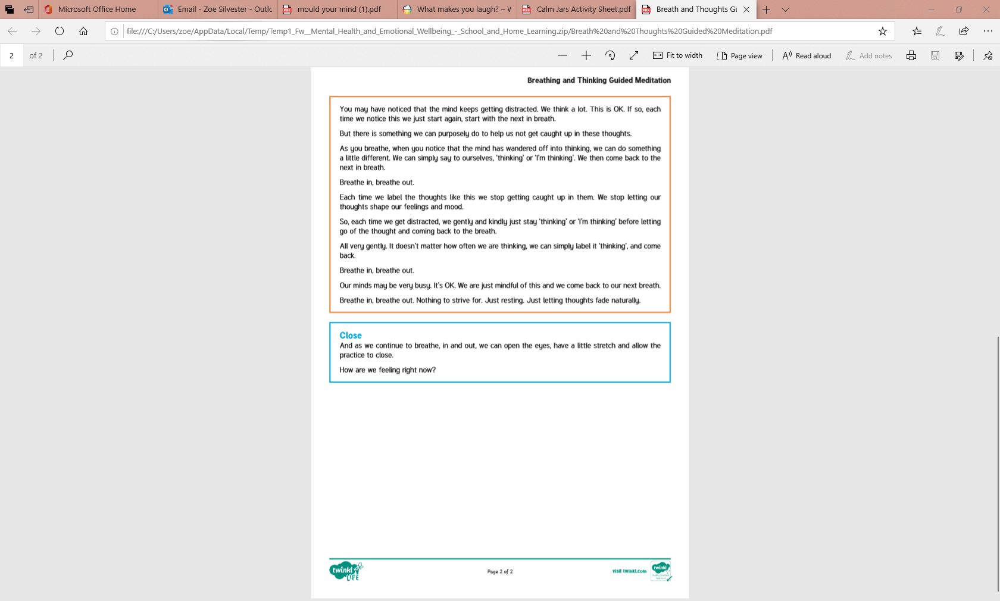 Microsoft Office Home
Email - Zoe Silvester - Outlc
mould your mind (1).pdf
What makes you laugh? – V
Calm Jars Activity Sheet.pdf
Breath and Thoughts Gu
file:///C:/Users/zoe/AppData/Local/Temp/Temp1_Fw__Mental_Health_and_Emotional_Wellbeing_-_School_and_Home_Learning.zip/Breath%20and%20Thoughts%20Guided%20Meditation.pdf
2 of 2
Fit to width
Page view
Read aloud
Add notes
Breathing and Thinking Guided Meditation
You may have noticed that the mind keeps getting distracted. We think a lot. This is OK. If so, each
time we notice this we just start again, start with the next in breath.
But there is something we can purposely do to help us not get caught up in these thoughts.
As you breathe, when you notice that the mind has wandered off into thinking, we can do something
a little different. We can simply say to ourselves, 'thinking' or 'I'm thinking'. We then come back to the
next in breath.
Breathe in, breathe out.
Each time we label the thoughts like this we stop getting caught up in them. We stop letting our
thoughts shape our feelings and mood.
So, each time we get distracted, we gently and kindly just stay 'thinking' or 'I'm thinking' before letting
go of the thought and coming back to the breath.
All very gently. It doesn't matter how often we are thinking, we can simply label it 'thinking', and come
back.
Breathe in, breathe out.
Our minds may be very busy. It's OK. We are just mindful of this and we come back to our next breath.
Breathe in, breathe out. Nothing to strive for. Just resting. Just letting thoughts fade naturally.
Close
And as we continue to breathe, in and out, we can open the eyes, have a little stretch and allow the
practice to close.
How are we feeling right now?
twinkl
LIFE
Page 2 of 2
visit twinkl.com
twinkl